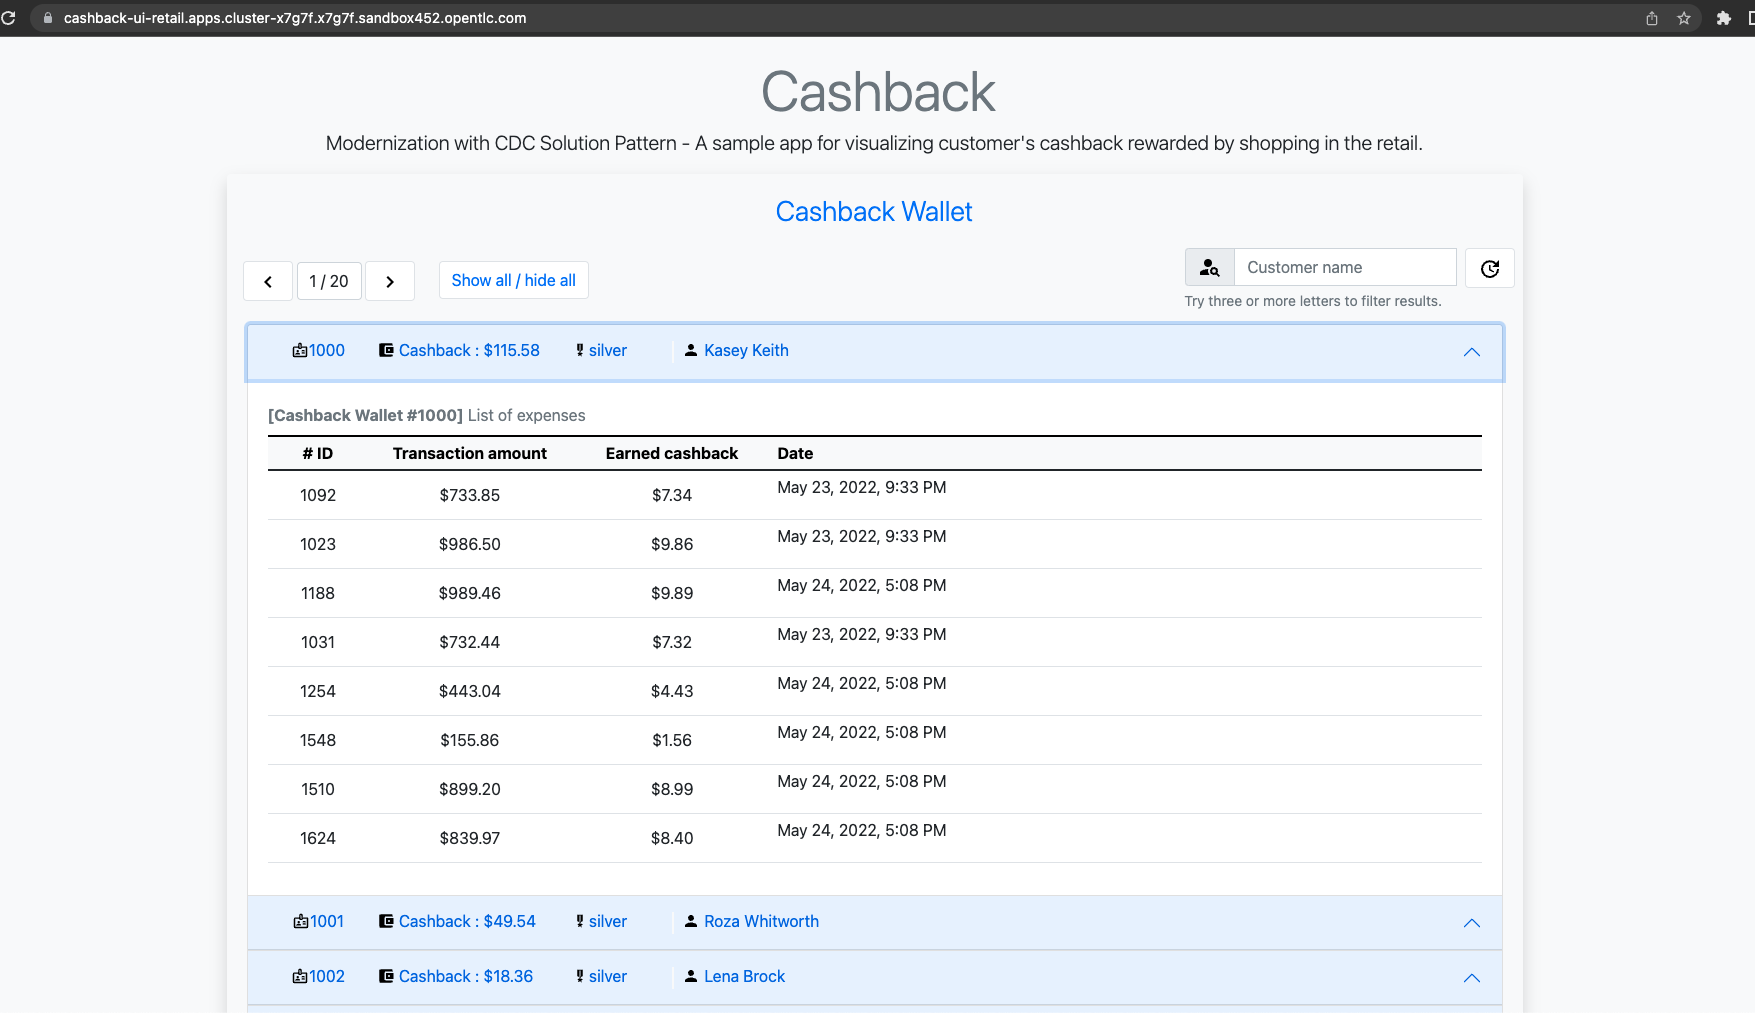 cashback-ui-retail.apps.cluster-x7g7f.x7g7f.sandbox452.opentlc.com
Cashback
Modernization with CDC Solution Pattern - A sample app for visualizing customer's cashback rewarded by shopping in the retail.
Cashback Wallet
1 / 20 Show all / hide all Customer name
Try three or more letters to filter results.
1000 Cashback : $115.58 silver Kasey Keith
[Cashback Wallet #1000] List of expenses
# ID Transaction amount Earned cashback Date
1092 $733.85 $7.34 May 23, 2022, 9:33 PM
1023 $986.50 $9.86 May 23, 2022, 9:33 PM
1188 $989.46 $9.89 May 24, 2022, 5:08 PM
1031 $732.44 $7.32 May 23, 2022, 9:33 PM
1254 $443.04 $4.43 May 24, 2022, 5:08 PM
1548 $155.86 $1.56 May 24, 2022, 5:08 PM
1510 $899.20 $8.99 May 24, 2022, 5:08 PM
1624 $839.97 $8.40 May 24, 2022, 5:08 PM
1001 Cashback : $49.54 silver Roza Whitworth
1002 Cashback : $18.36 silver Lena Brock